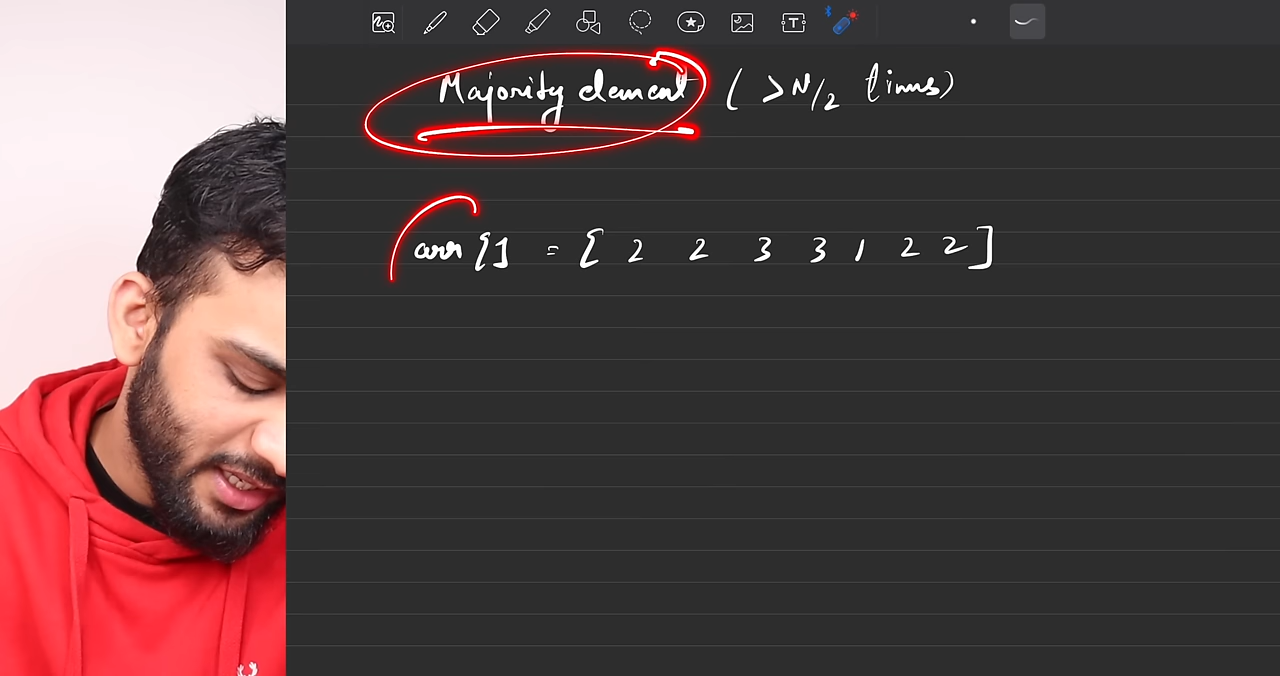 Majority element ( > N/2 times)
arr [] = [ 2 2 3 3 1 2 2 ]